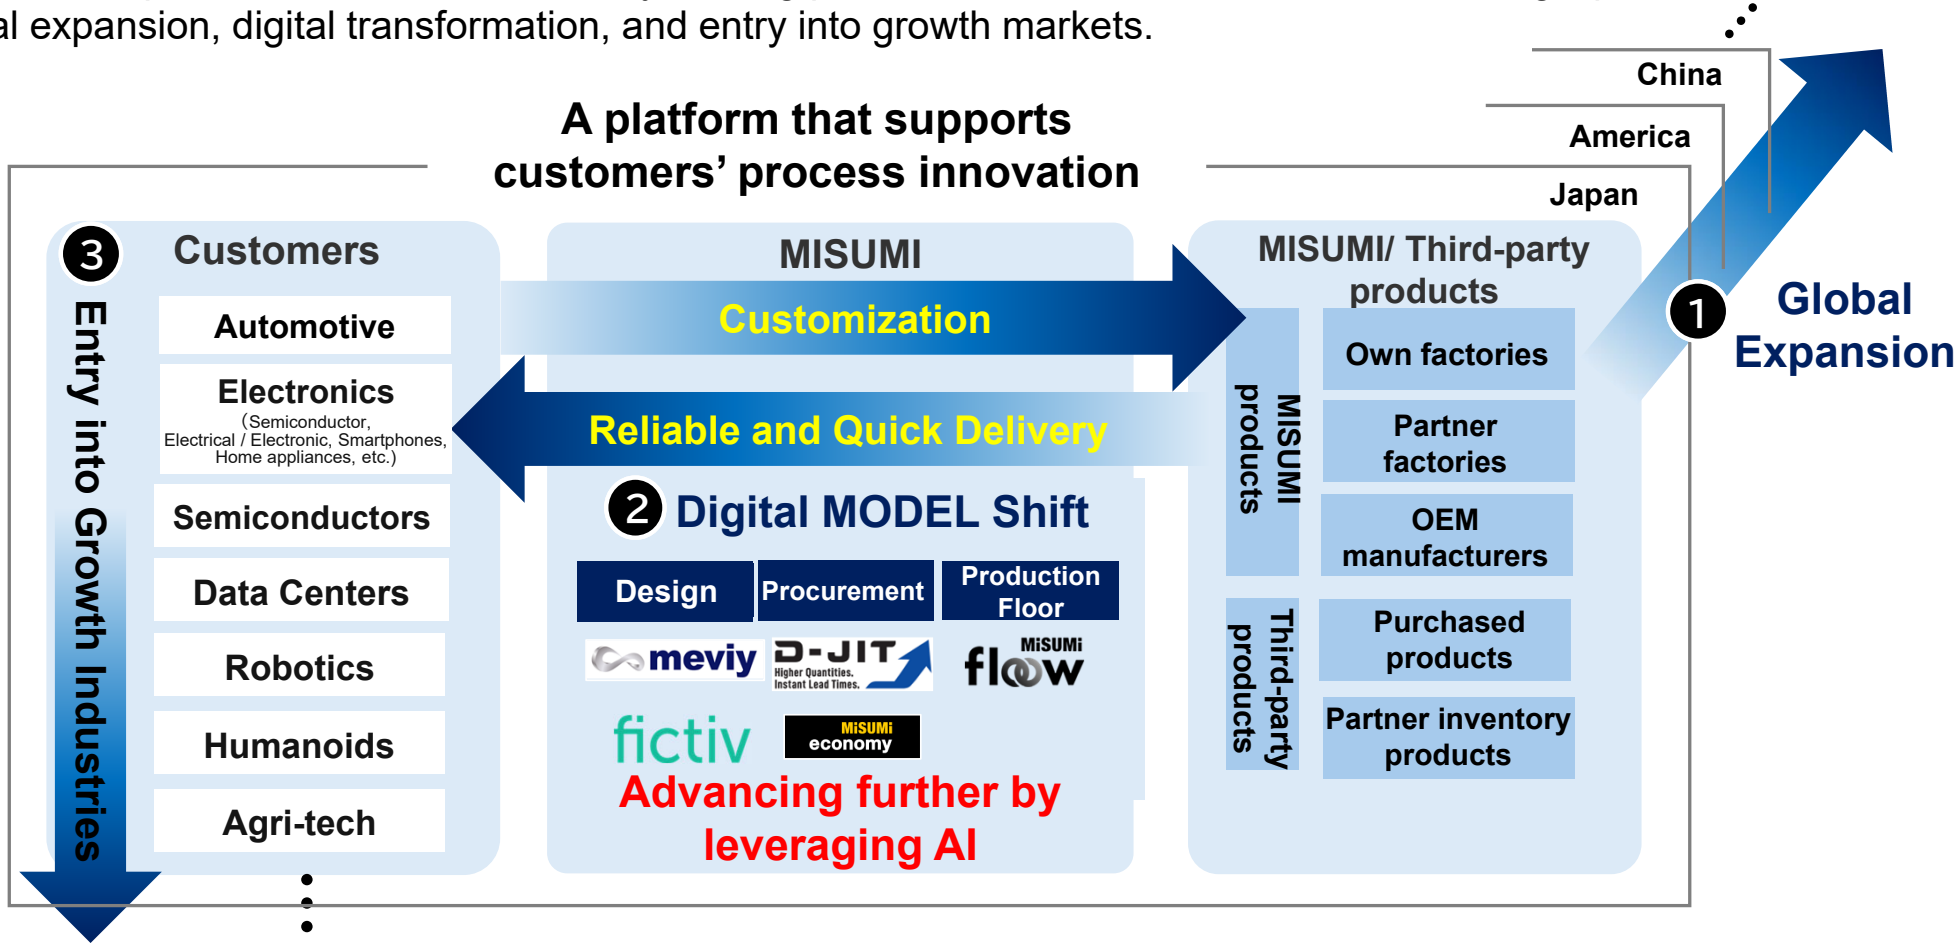 al expansion, digital transformation, and entry into growth markets.
A platform that supports
customers’ process innovation
China
America
Japan
3
Entry into Growth Industries
Customers
Automotive
Electronics
(Semiconductor,
Electrical / Electronic, Smartphones,
Home appliances, etc.)
Semiconductors
Data Centers
Robotics
Humanoids
Agri-tech
MISUMI
Customization
Reliable and Quick Delivery
2 Digital MODEL Shift
Design
Procurement
Production
Floor
meviy
D-JIT
Higher Quantities.
Instant Lead Times.
MiSUMi
floow
fictiv
MiSUMi
economy
Advancing further by
leveraging AI
MISUMI/ Third-party
products
MISUMI
products
Own factories
Partner
factories
OEM
manufacturers
Third-party
products
Purchased
products
Partner inventory
products
1
Global
Expansion